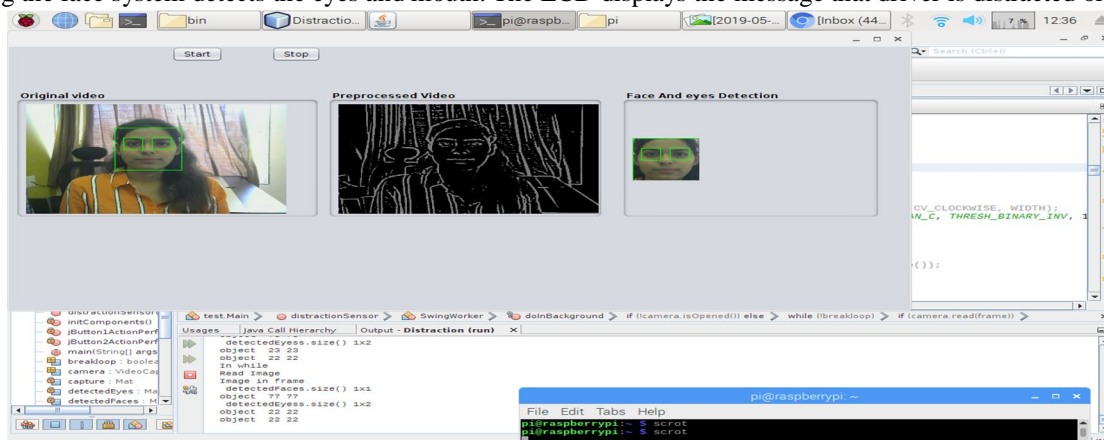 g the face system detects the eyes and mouth. The LCD displays the message that driver is distracted or
bin
Distractio...
pi@raspb...
pi
[2019-05-...
[Inbox (44...
7 %
12:36
Start
Stop
Search (Ctrl+I)
Original video
Preprocessed Video
Face And eyes Detection
CV_CLOCKWISE, WIDTH);
AN_C, THRESH_BINARY_INV, 1
());
distractionSensor
initComponents()
jButton1ActionPerf
jButton2ActionPerf
main(String[] args
breakloop : boolea
camera : VideoCap
capture : Mat
detectedEyes : Ma
detectedFaces : M
test.Main
distractionSensor
SwingWorker
doInBackground
if (!camera.isOpened()) else
while (!breakloop)
if (camera.read(frame))
Usages
Java Call Hierarchy
Output - Distraction (run)
detectedEyess.size() 1x2
object 23 23
object 22 22
In while
Read Image
Image in frame
detectedFaces.size() 1x1
object 77 77
detectedEyess.size() 1x2
object 22 22
object 22 22
pi@raspberrypi: ~
File Edit Tabs Help
pi@raspberrypi:~ $ scrot
pi@raspberrypi:~ $ scrot